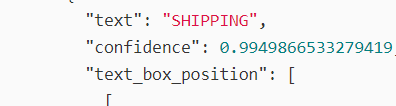 "text": "SHIPPING",
"confidence": 0.9949866533279419,
"text_box_position": [
[